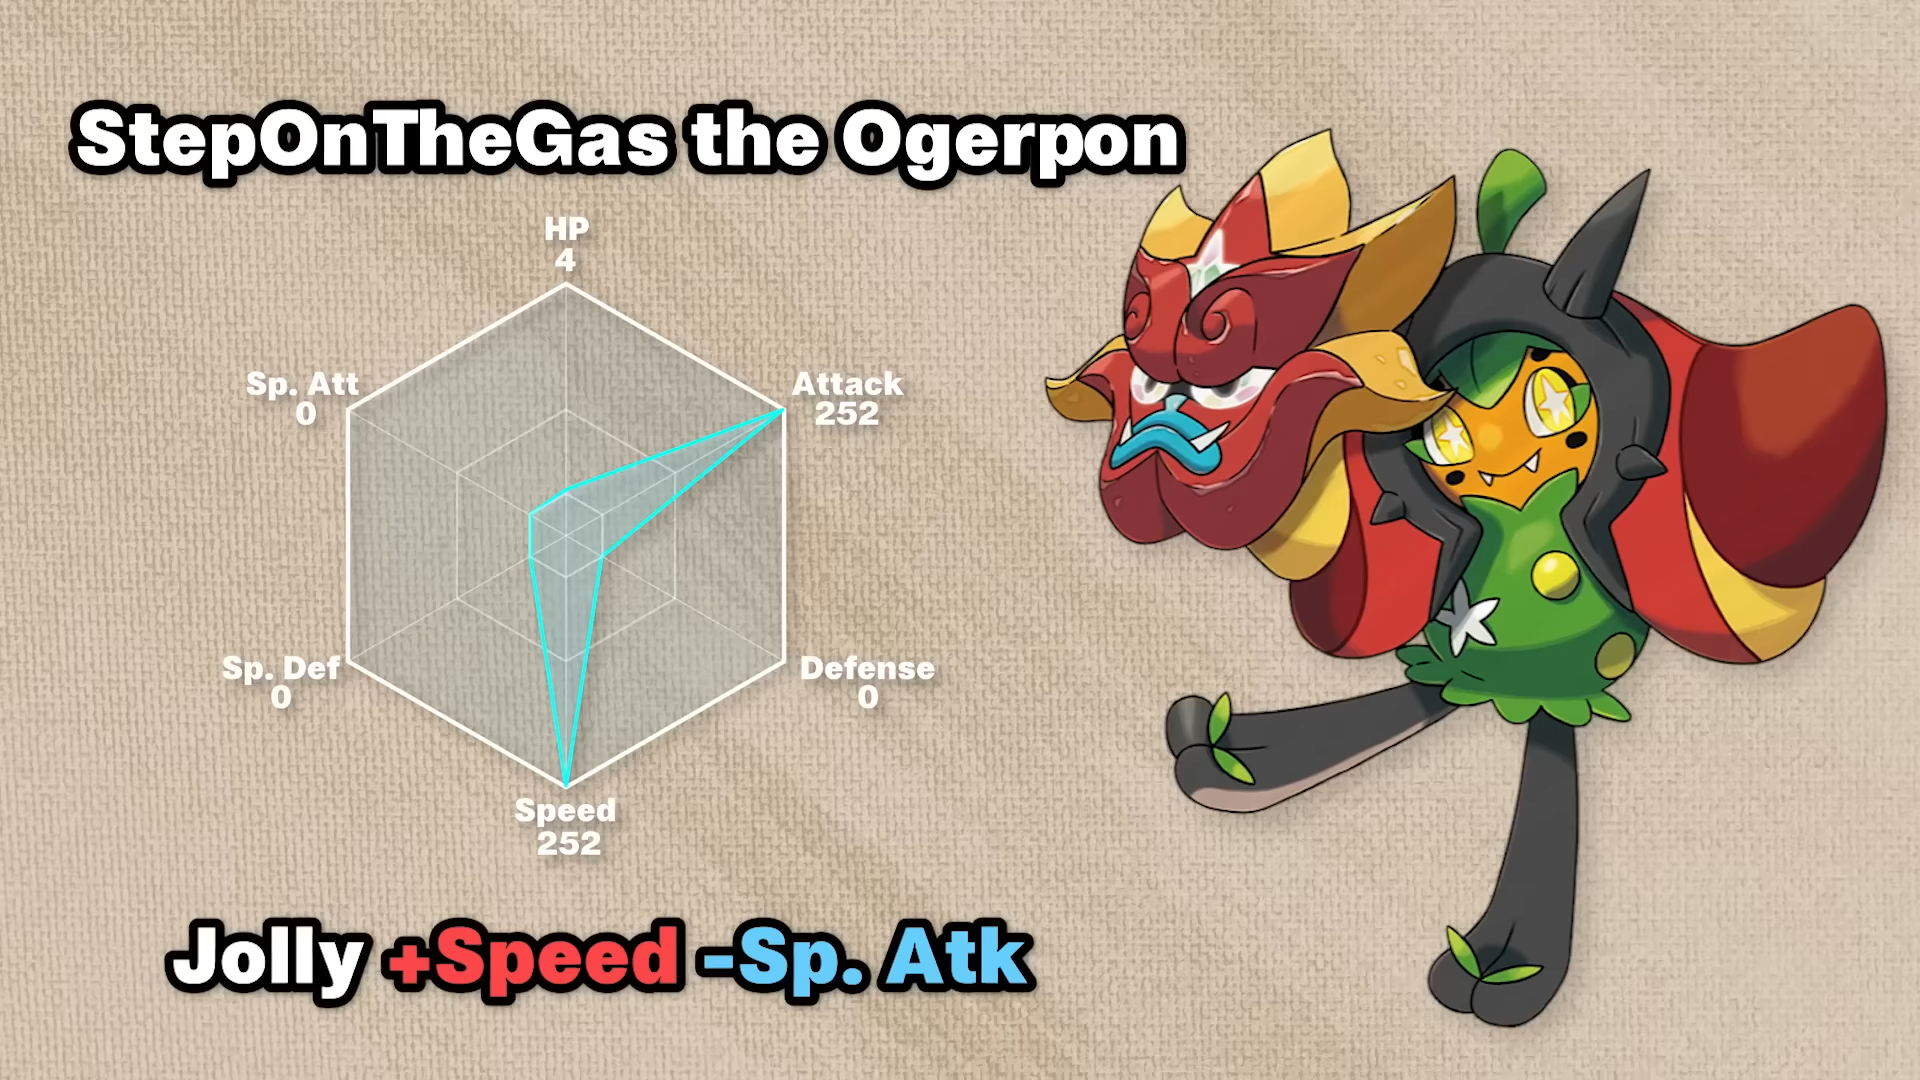 StepOnTheGas the Ogerpon
HP
4
Sp. Att
0
Attack
252
Sp. Def
0
Defense
0
Speed
252
Jolly +Speed -Sp. Atk